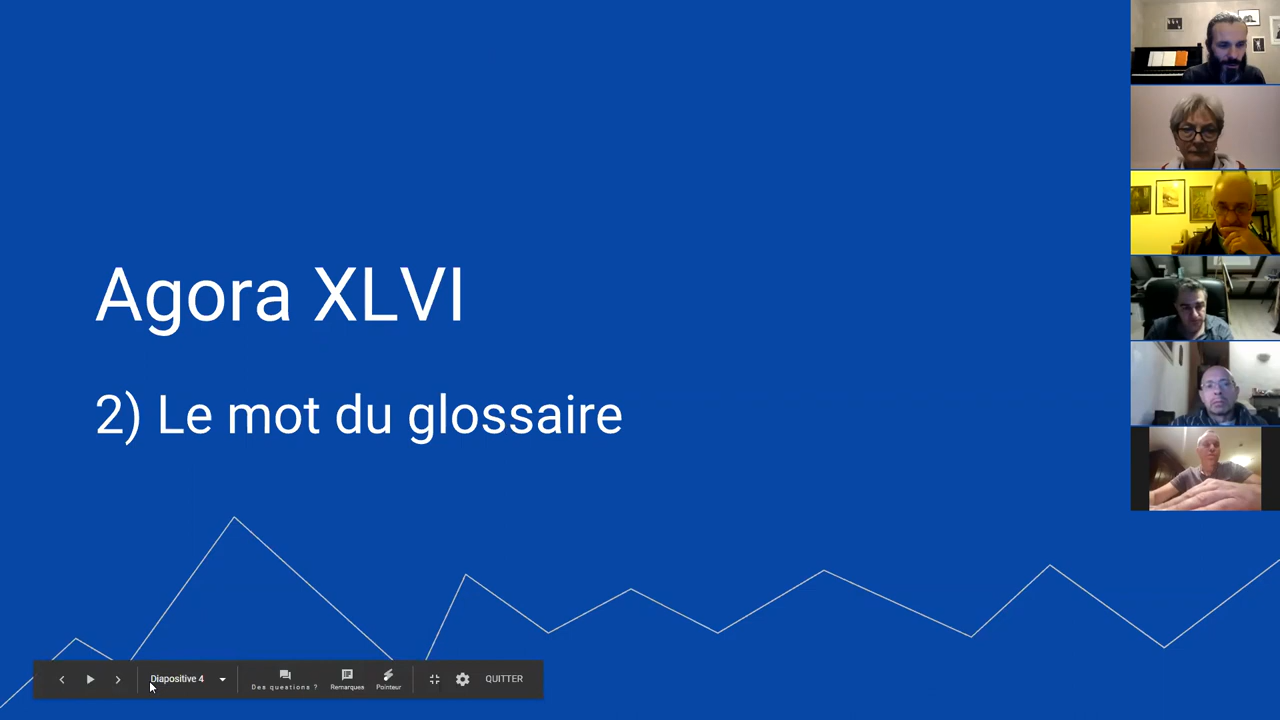 Agora XLVI
2) Le mot du glossaire
Diapositive 4
Des questions ?
Remarques
Pointeur
QUITTER